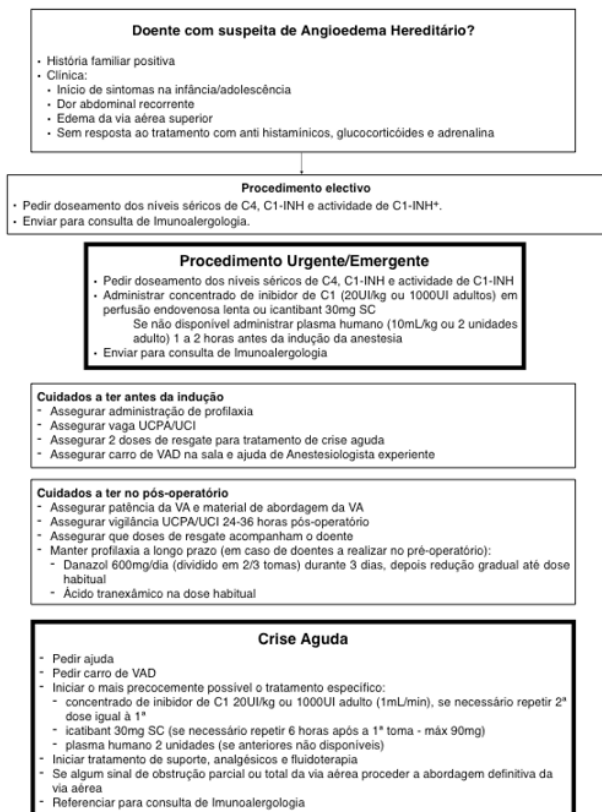 Doente com suspeita de Angioedema Hereditário?
• História familiar positiva
• Clínica:
• Inicio de sintomas na infância/adolescência
• Dor abdominal recorrente
• Edema da via aérea superior
• Sem resposta ao tratamento com anti histamínicos, glucocorticóides e adrenalina
Procedimento electivo
• Pedir doseamento dos níveis séricos de C4, C1-INH e actividade de C1-INH⁺.
• Enviar para consulta de Imunoalergologia.
Procedimento Urgente/Emergente
• Pedir doseamento dos níveis séricos de C4, C1-INH e actividade de C1-INH
• Administrar concentrado de inibidor de C1 (20UI/kg ou 1000UI adultos) em
perfusão endovenosa lenta ou icantibant 30mg SC
Se não disponível administrar plasma humano (10mL/kg ou 2 unidades
adulto) 1 a 2 horas antes da indução da anestesia
• Enviar para consulta de Imunoalergologia
Cuidados a ter antes da indução
- Assegurar administração de profilaxia
- Assegurar vaga UCPA/UCI
- Assegurar 2 doses de resgate para tratamento de crise aguda
- Assegurar carro de VAD na sala e ajuda de Anestesiologista experiente
Cuidados a ter no pós-operatório
- Assegurar patência da VA e material de abordagem da VA
- Assegurar vigilância UCPA/UCI 24-36 horas pós-operatório
- Assegurar que doses de resgate acompanham o doente
- Manter profilaxia a longo prazo (em caso de doentes a realizar no pré-operatório):
- Danazol 600mg/dia (dividido em 2/3 tomas) durante 3 dias, depois redução gradual até dose
habitual
- Ácido tranexâmico na dose habitual
Crise Aguda
- Pedir ajuda
- Pedir carro de VAD
- Iniciar o mais precocemente possível o tratamento específico:
- concentrado de inibidor de C1 20UI/kg ou 1000UI adulto (1mL/min), se necessário repetir 2ª
dose igual à 1ª
- icatibant 30mg SC (se necessário repetir 6 horas após a 1ª toma - máx 90mg)
- plasma humano 2 unidades (se anteriores não disponíveis)
- Iniciar tratamento de suporte, analgésicos e fluidoterapia
- Se algum sinal de obstrução parcial ou total da via aérea proceder a abordagem definitiva da
via aérea
- Referenciar para consulta de Imunoalergologia